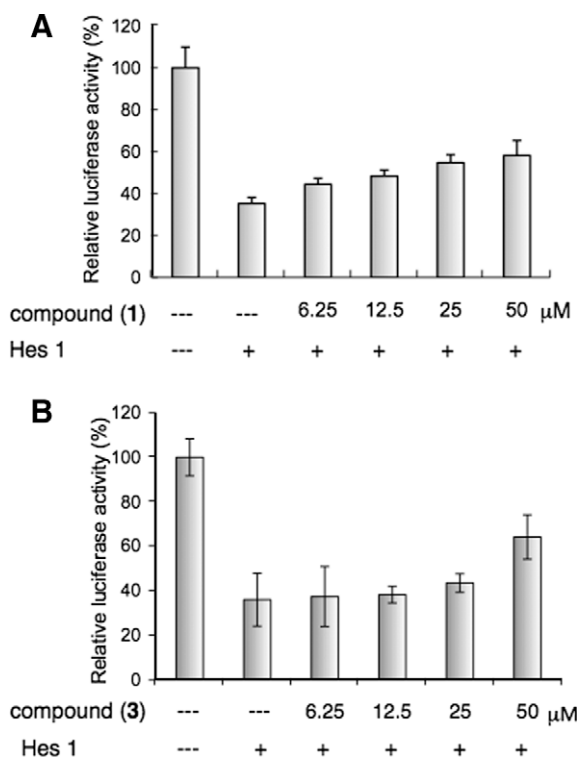 A
Relative luciferase activity (%)
120
100
80
60
40
20
0
compound (1) --- --- 6.25 12.5 25 50 μM
Hes 1 --- + + + + +
B
Relative luciferase activity (%)
120
100
80
60
40
20
0
compound (3) --- --- 6.25 12.5 25 50 μM
Hes 1 --- + + + + +